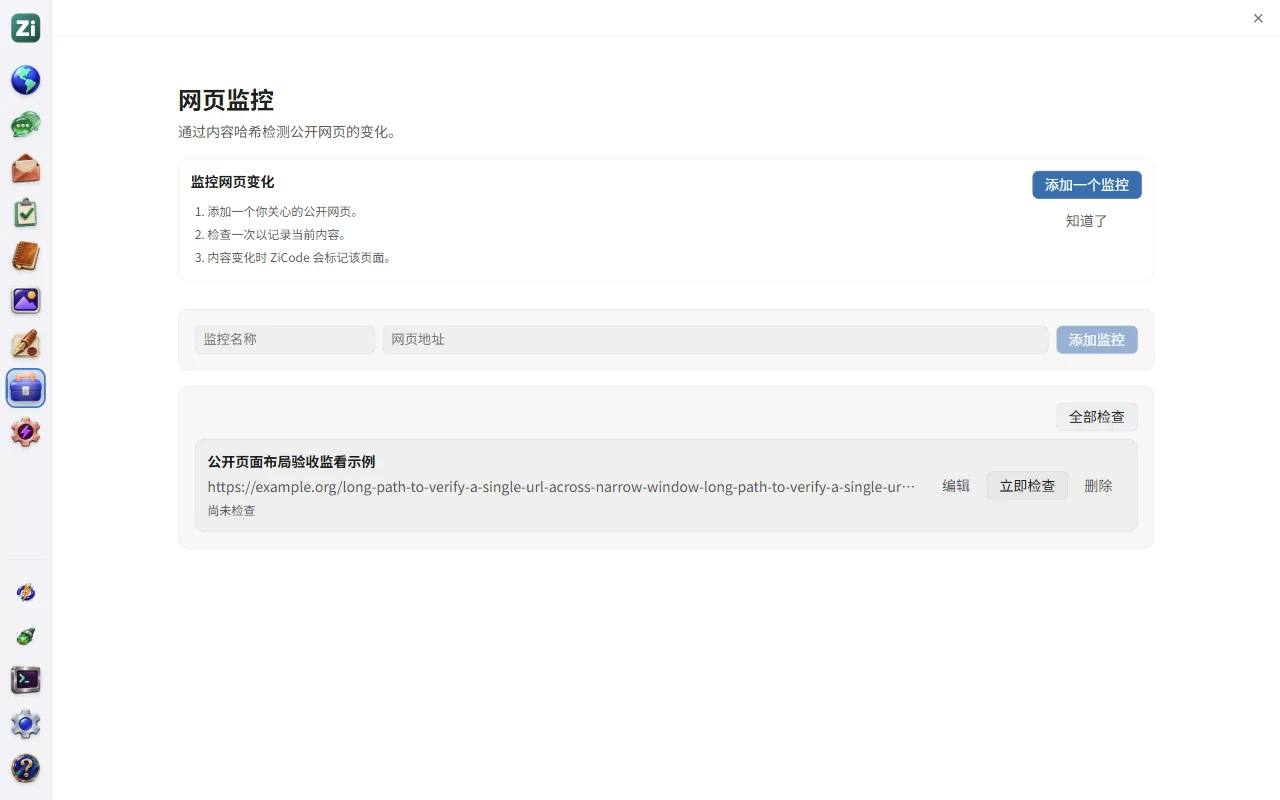 Zi
网页监控
通过内容哈希检测公开网页的变化。
监控网页变化
添加一个监控
1. 添加一个你关心的公开网页。
知道了
2. 检查一次以记录当前内容。
3. 内容变化时 ZiCode 会标记该页面。
监控名称
网页地址
添加监控
全部检查
公开页面布局验收监看示例
https://example.org/long-path-to-verify-a-single-url-across-narrow-window-long-path-to-verify-a-single-ur…
编辑
立即检查
删除
尚未检查